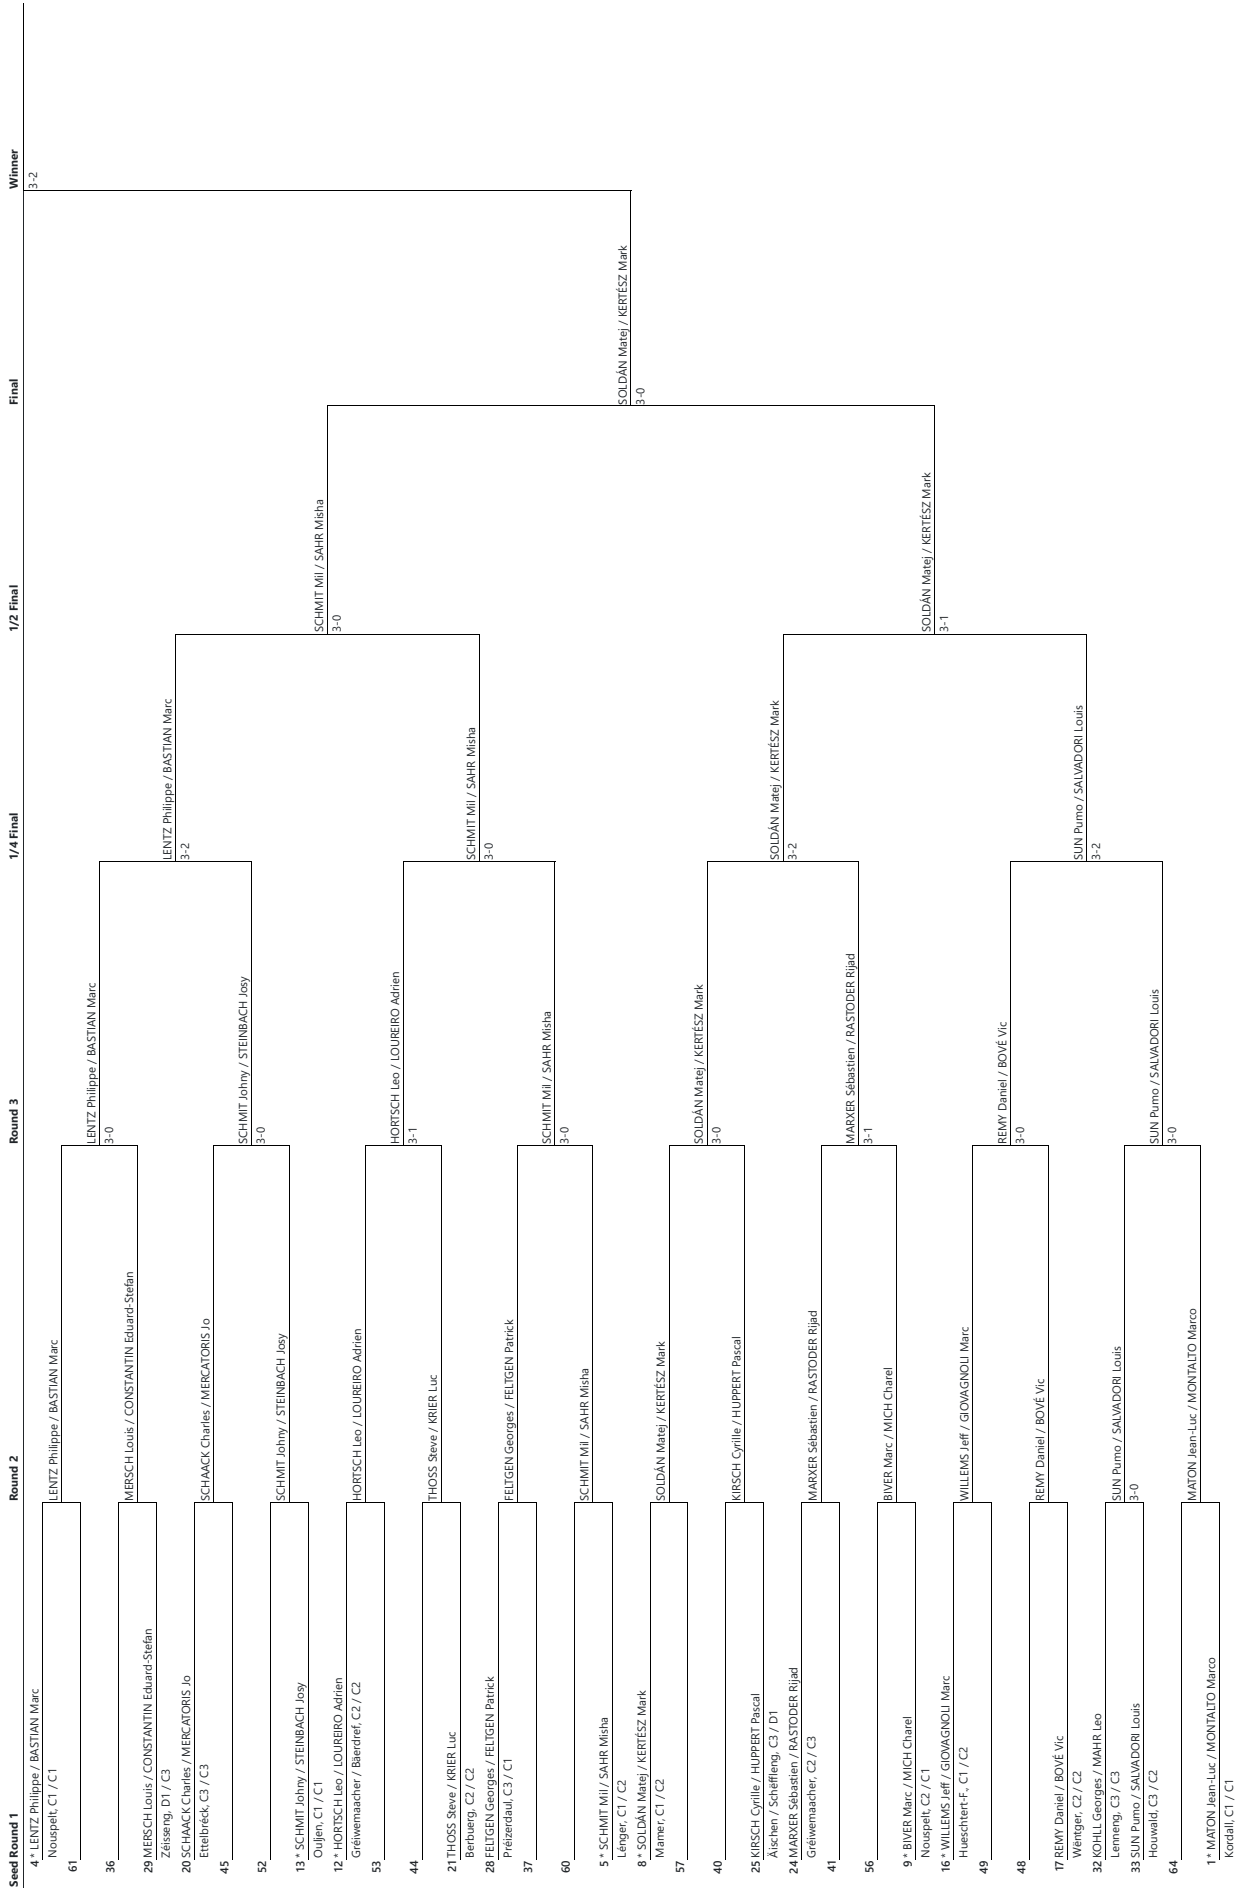 Seed Round 1
Round 2
Round 3
1/4 Final
1/2 Final
Final
Winner
4 * LENTZ Philippe / BASTIAN Marc
Nouspelt, C1 / C1
61
36
29 MERSCH Louis / CONSTANTIN Eduard-Stefan
Zéisseng, D1 / C3
20 SCHAACK Charles / MERCATORIS Jo
Ettelbréck, C3 / C3
45
52
13 * SCHMIT Johny / STEINBACH Josy
Ouljen, C1 / C1
12 * HORTSCH Leo / LOUREIRO Adrien
Gréiwemacher / Bäerdref, C2 / C2
53
44
21 THOSS Steve / KRIER Luc
Berbuerg, C2 / C2
28 FELTGEN Georges / FELTGEN Patrick
Préizerdaul, C3 / C1
37
60
5 * SCHMIT Mil / SAHR Misha
Lénger, C1 / C2
8 * SOLDÁN Matej / KERTÉSZ Mark
Mamer, C1 / C2
57
40
25 KIRSCH Cyrille / HUPPERT Pascal
Äischen / Schëffleng, C3 / D1
24 MARXER Sébastien / RASTODER Rijad
Gréiwemaacher, C2 / C3
41
56
9 * BIVER Marc / MICH Charel
Nouspelt, C2 / C1
16 * WILLEMS Jeff / GIOVAGNOLI Marc
Hueschtert-F., C1 / C2
49
48
17 REMY Daniel / BOVÉ Vic
Wëntger, C2 / C2
32 KOHLL Georges / MAHR Leo
Lenneng, C3 / C3
33 SUN Pumo / SALVADORI Louis
Houwald, C3 / C2
64
1 * MATON Jean-Luc / MONTALTO Marco
Kordall, C1 / C1
LENTZ Philippe / BASTIAN Marc
MERSCH Louis / CONSTANTIN Eduard-Stefan
SCHAACK Charles / MERCATORIS Jo
SCHMIT Johny / STEINBACH Josy
HORTSCH Leo / LOUREIRO Adrien
THOSS Steve / KRIER Luc
FELTGEN Georges / FELTGEN Patrick
SCHMIT Mil / SAHR Misha
SOLDÁN Matej / KERTÉSZ Mark
KIRSCH Cyrille / HUPPERT Pascal
MARXER Sébastien / RASTODER Rijad
BIVER Marc / MICH Charel
WILLEMS Jeff / GIOVAGNOLI Marc
REMY Daniel / BOVÉ Vic
SUN Pumo / SALVADORI Louis
3-0
MATON Jean-Luc / MONTALTO Marco
LENTZ Philippe / BASTIAN Marc
3-0
SCHMIT Johny / STEINBACH Josy
3-0
HORTSCH Leo / LOUREIRO Adrien
3-1
SCHMIT Mil / SAHR Misha
3-0
SOLDÁN Matej / KERTÉSZ Mark
3-0
MARXER Sébastien / RASTODER Rijad
3-1
REMY Daniel / BOVÉ Vic
3-0
SUN Pumo / SALVADORI Louis
3-0
LENTZ Philippe / BASTIAN Marc
3-2
SCHMIT Mil / SAHR Misha
3-0
SOLDÁN Matej / KERTÉSZ Mark
3-2
SUN Pumo / SALVADORI Louis
3-2
SCHMIT Mil / SAHR Misha
3-0
SOLDÁN Matej / KERTÉSZ Mark
3-1
SOLDÁN Matej / KERTÉSZ Mark
3-0
3-2